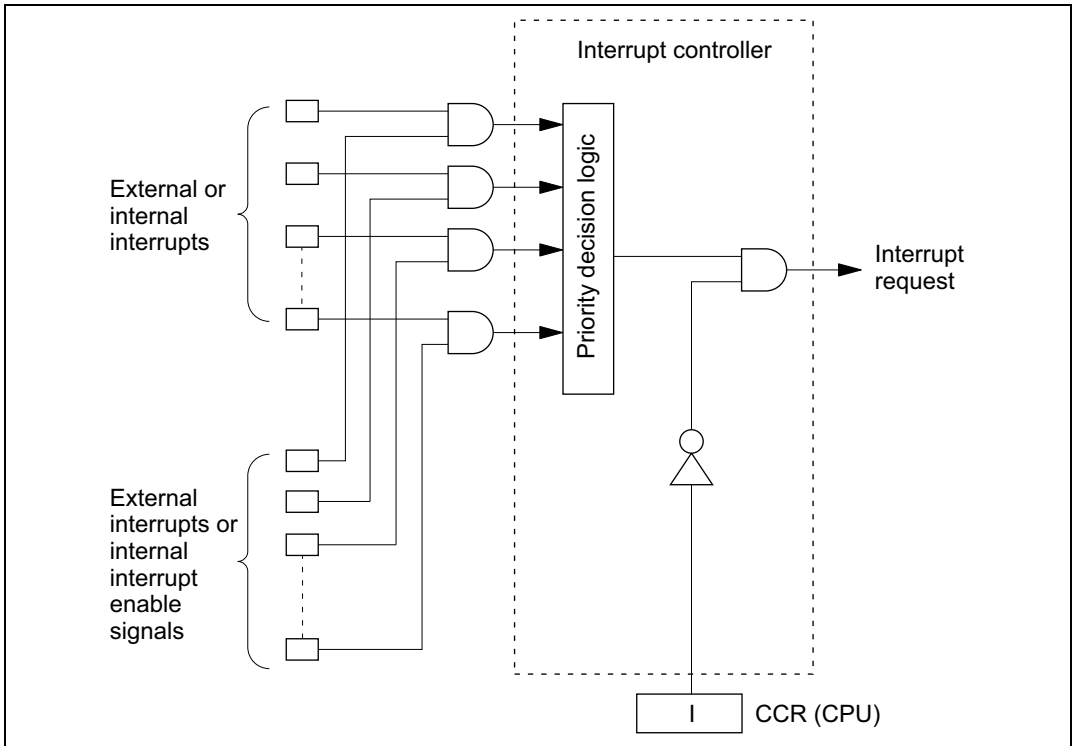 Interrupt controller
External or
internal
interrupts
Priority decision logic
Interrupt
request
External
interrupts or
internal
interrupt
enable
signals
I
CCR (CPU)